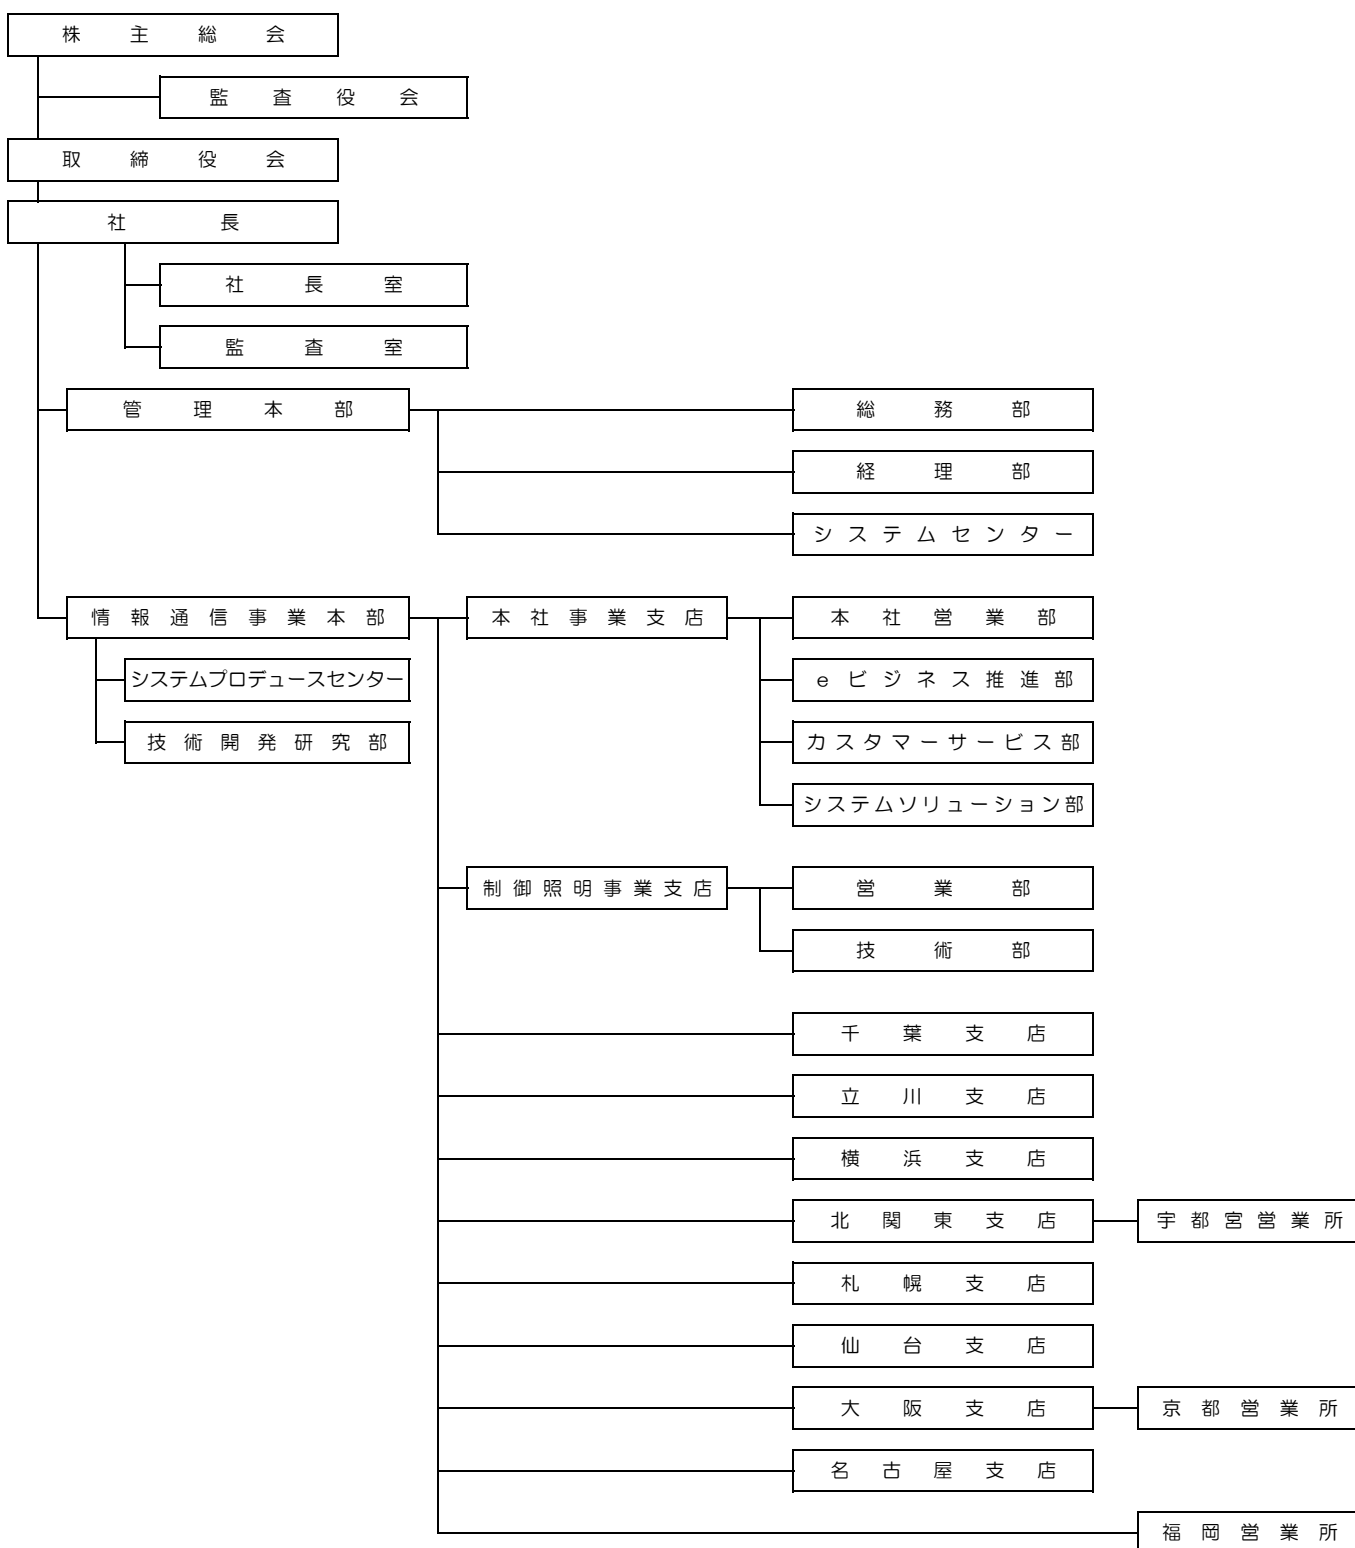 株主総会
監査役会
取締役会
社長
社長室
監査室
管理本部 総務部
経理部
システムセンター
情報通信事業本部 本社事業支店 本社営業部
システムプロデュースセンター eビジネス推進部
技術開発研究部 カスタマーサービス部
システムソリューション部
制御照明事業支店 営業部
技術部
千葉支店
立川支店
横浜支店
北関東支店 宇都宮営業所
札幌支店
仙台支店
大阪支店 京都営業所
名古屋支店
福岡営業所